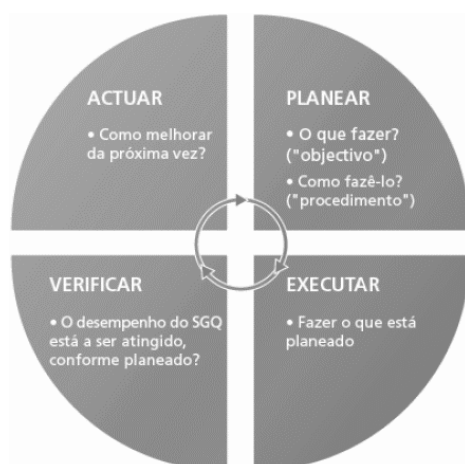 ACTUAR
• Como melhorar
da próxima vez?
PLANEAR
• O que fazer?
("objectivo")
• Como fazê-lo?
("procedimento")
VERIFICAR
• O desempenho do SGQ
está a ser atingido,
conforme planeado?
EXECUTAR
• Fazer o que está
planeado